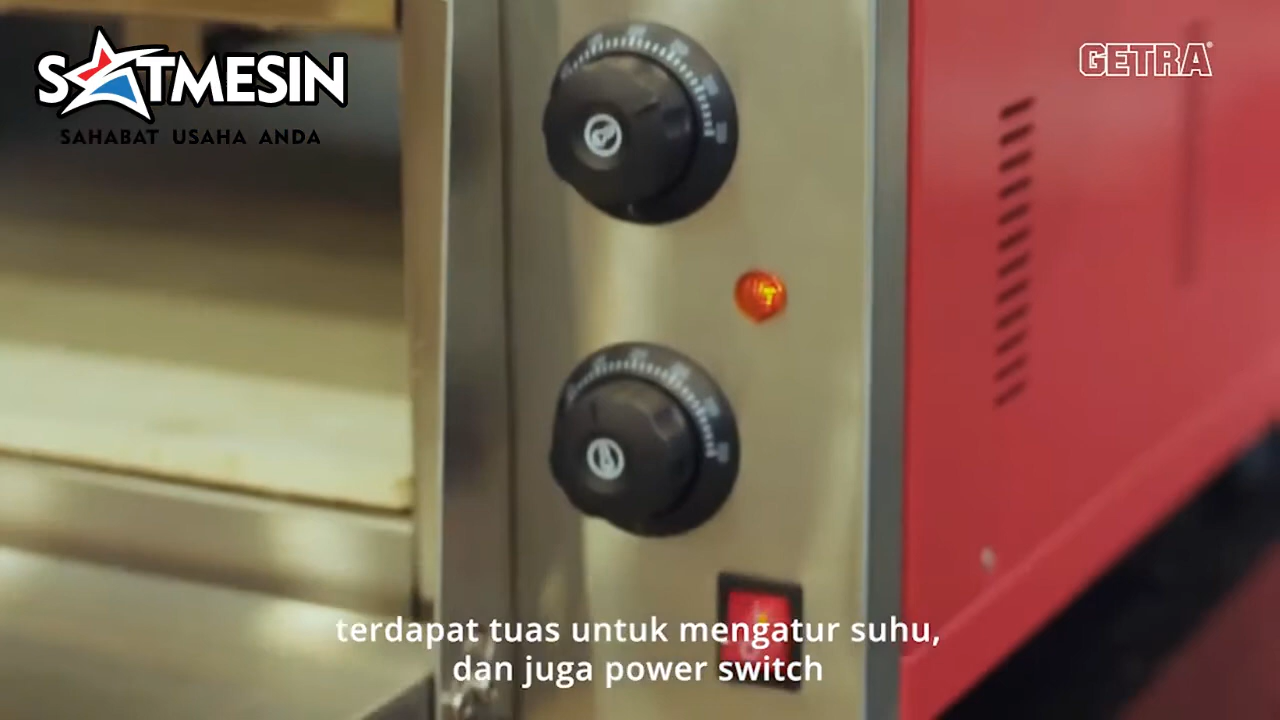 SATMESIN
SAHABAT USAHA ANDA
GETRA
terdapat tuas untuk mengatur suhu,
dan juga power switch